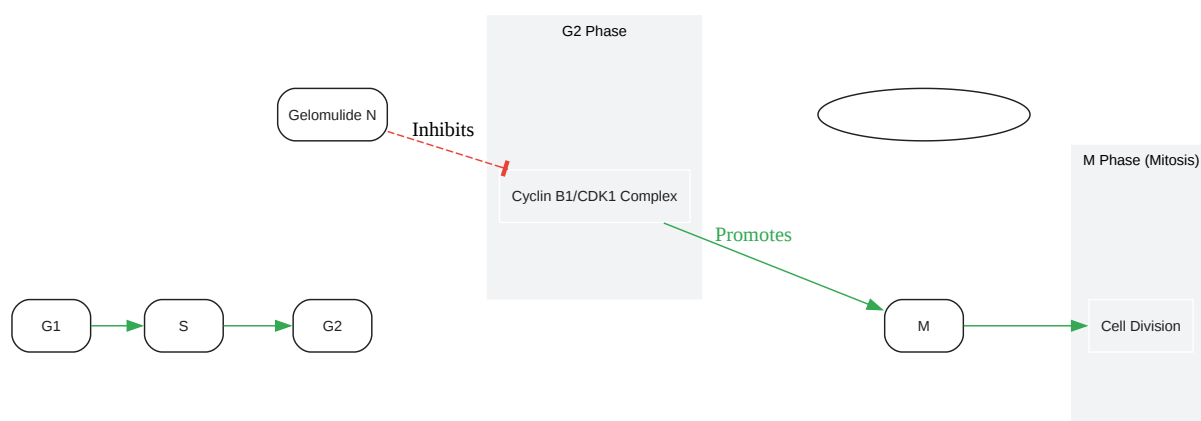 G2 Phase
Gelomulide N
Inhibits
M Phase (Mitosis)
Cyclin B1/CDK1 Complex
Promotes
G1
S
G2
M
Cell Division